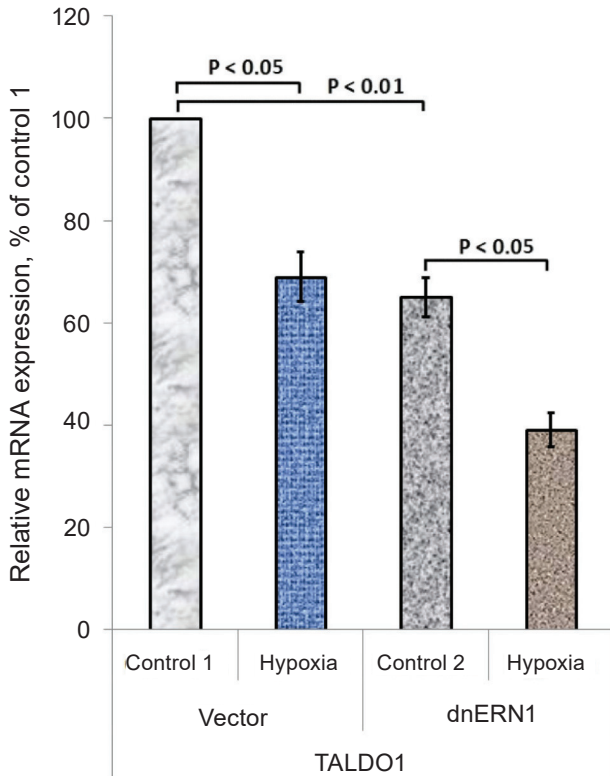 120
P < 0.05
P < 0.01
100
80
P < 0.05
60
40
20
0
Relative mRNA expression, % of control 1
Control 1 Hypoxia Control 2 Hypoxia
Vector dnERN1
TALDO1